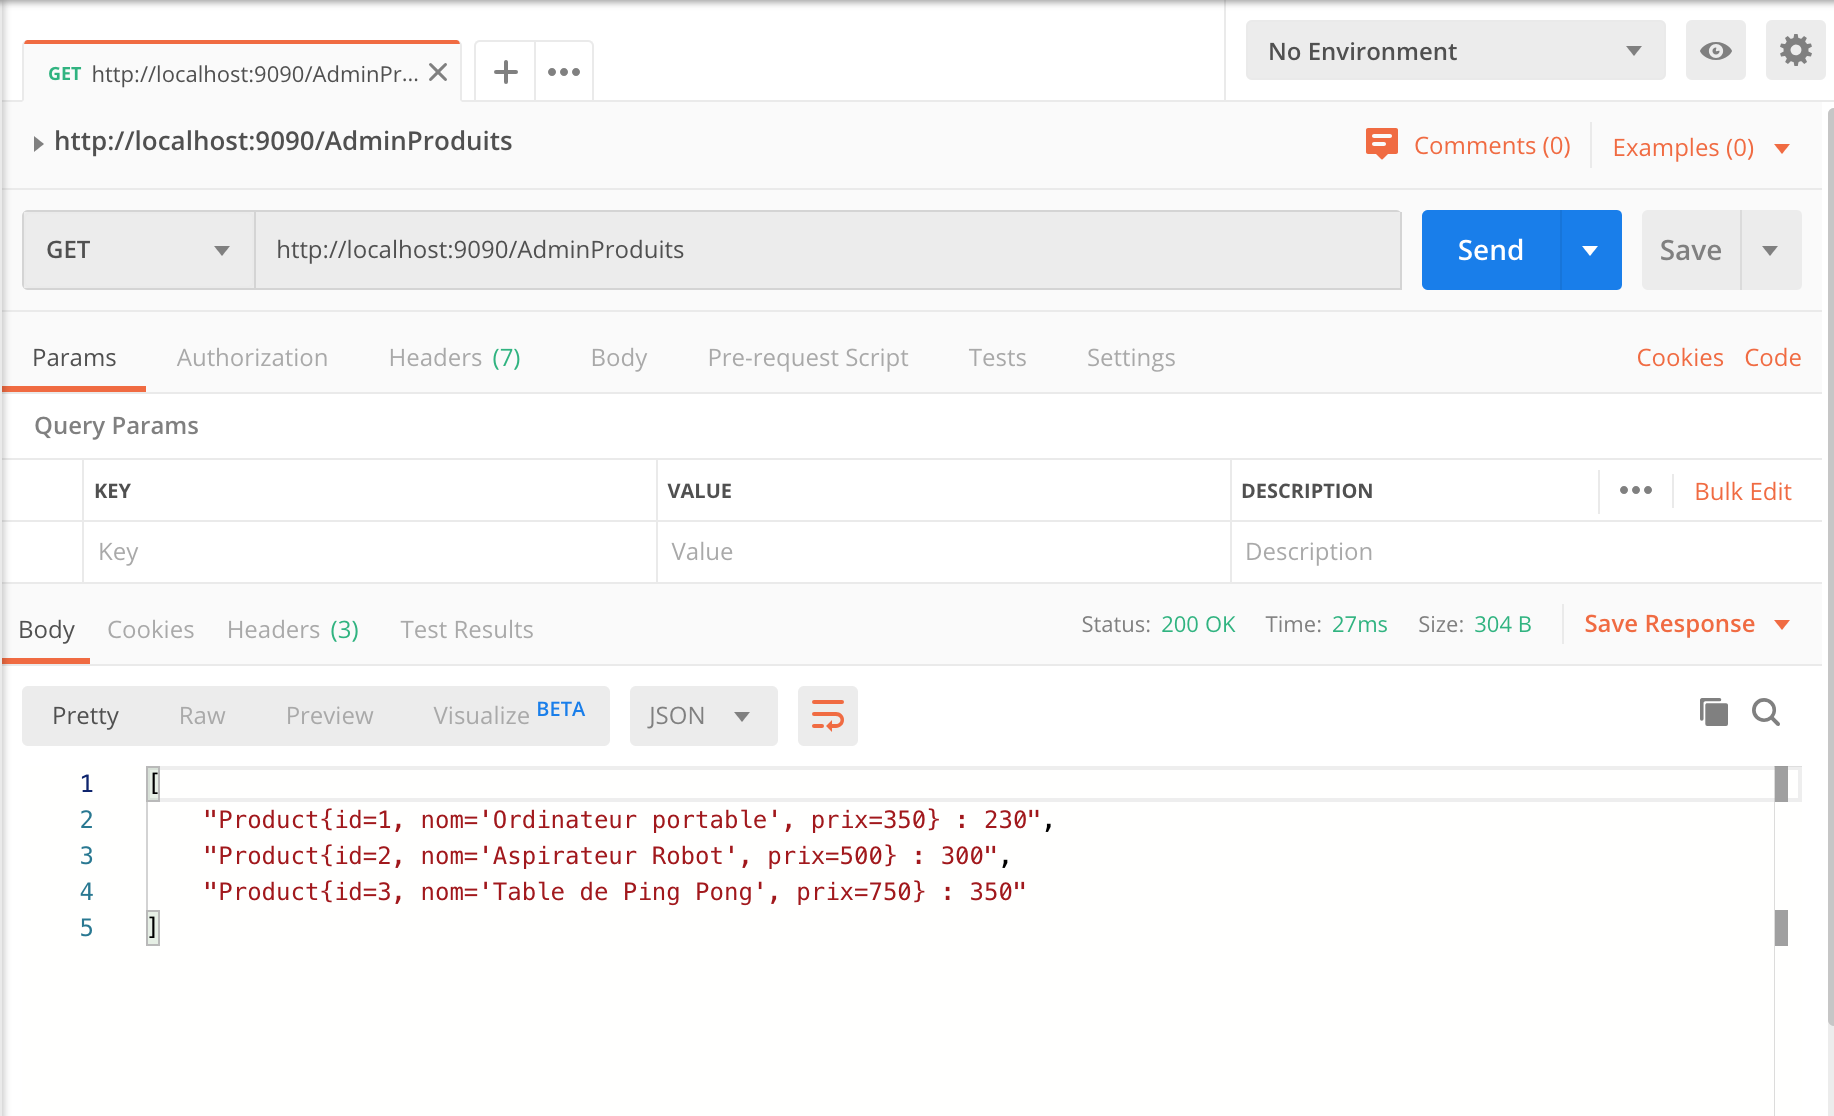 GET http://localhost:9090/AdminPr...
No Environment
http://localhost:9090/AdminProduits
Comments (0)
Examples (0)
GET
http://localhost:9090/AdminProduits
Send
Save
Params
Authorization
Headers (7)
Body
Pre-request Script
Tests
Settings
Cookies
Code
Query Params
KEY
VALUE
DESCRIPTION
Bulk Edit
Key
Value
Description
Body
Cookies
Headers (3)
Test Results
Status: 200 OK
Time: 27ms
Size: 304 B
Save Response
Pretty
Raw
Preview
Visualize BETA
JSON
1 [
2 "Product{id=1, nom='Ordinateur portable', prix=350} : 230",
3 "Product{id=2, nom='Aspirateur Robot', prix=500} : 300",
4 "Product{id=3, nom='Table de Ping Pong', prix=750} : 350"
5 ]